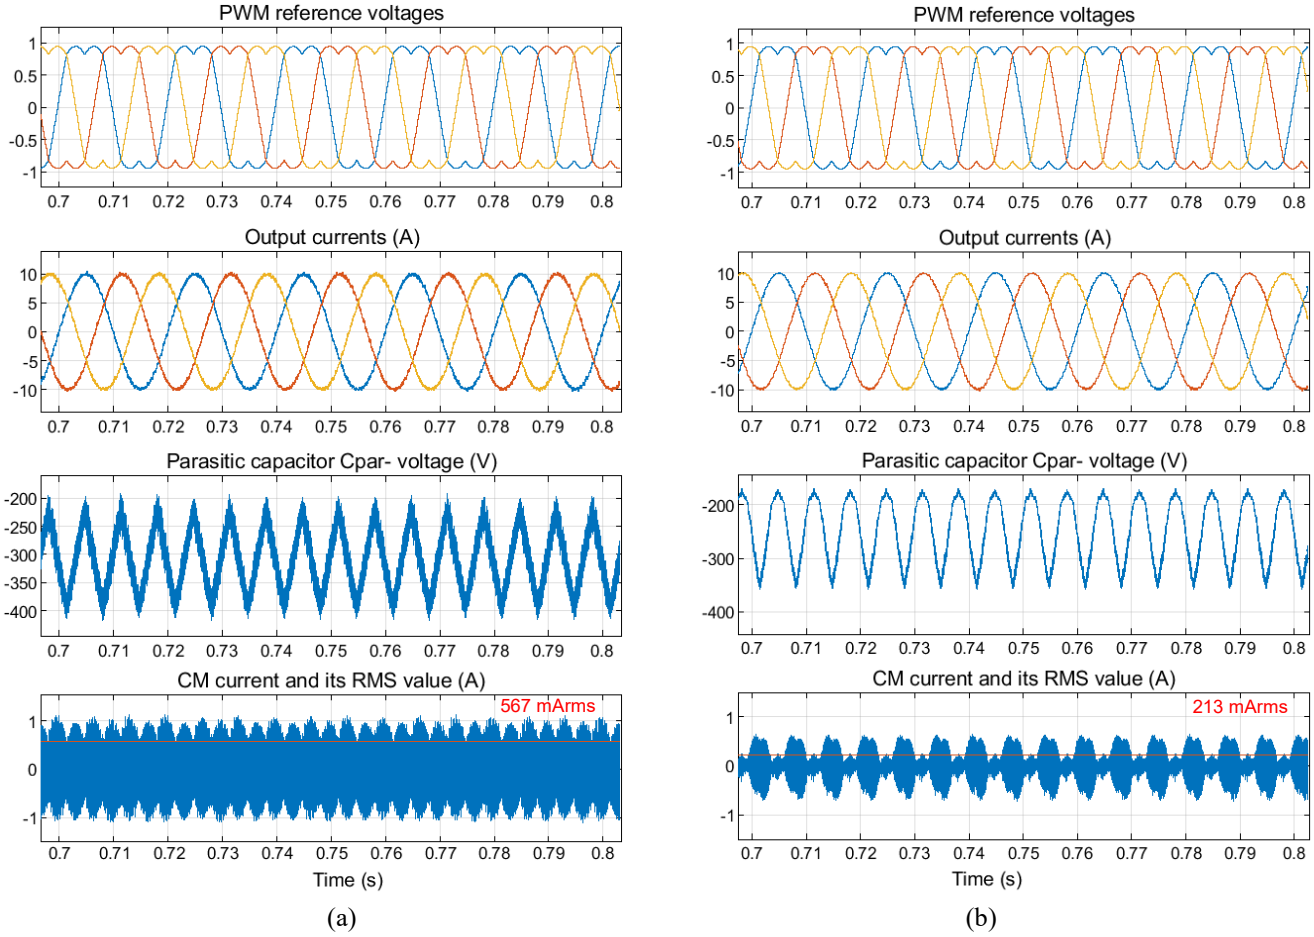 PWM reference voltages
1
0.5
0
-0.5
-1
0.7 0.71 0.72 0.73 0.74 0.75 0.76 0.77 0.78 0.79 0.8
Output currents (A)
10
5
0
-5
-10
0.7 0.71 0.72 0.73 0.74 0.75 0.76 0.77 0.78 0.79 0.8
Parasitic capacitor Cpar- voltage (V)
-200
-250
-300
-350
-400
0.7 0.71 0.72 0.73 0.74 0.75 0.76 0.77 0.78 0.79 0.8
CM current and its RMS value (A)
567 mArms
1
0
-1
0.7 0.71 0.72 0.73 0.74 0.75 0.76 0.77 0.78 0.79 0.8
Time (s)
(a)
PWM reference voltages
1
0.5
0
-0.5
-1
0.7 0.71 0.72 0.73 0.74 0.75 0.76 0.77 0.78 0.79 0.8
Output currents (A)
10
5
0
-5
-10
0.7 0.71 0.72 0.73 0.74 0.75 0.76 0.77 0.78 0.79 0.8
Parasitic capacitor Cpar- voltage (V)
-200
-300
-400
0.7 0.71 0.72 0.73 0.74 0.75 0.76 0.77 0.78 0.79 0.8
CM current and its RMS value (A)
213 mArms
1
0
-1
0.7 0.71 0.72 0.73 0.74 0.75 0.76 0.77 0.78 0.79 0.8
Time (s)
(b)